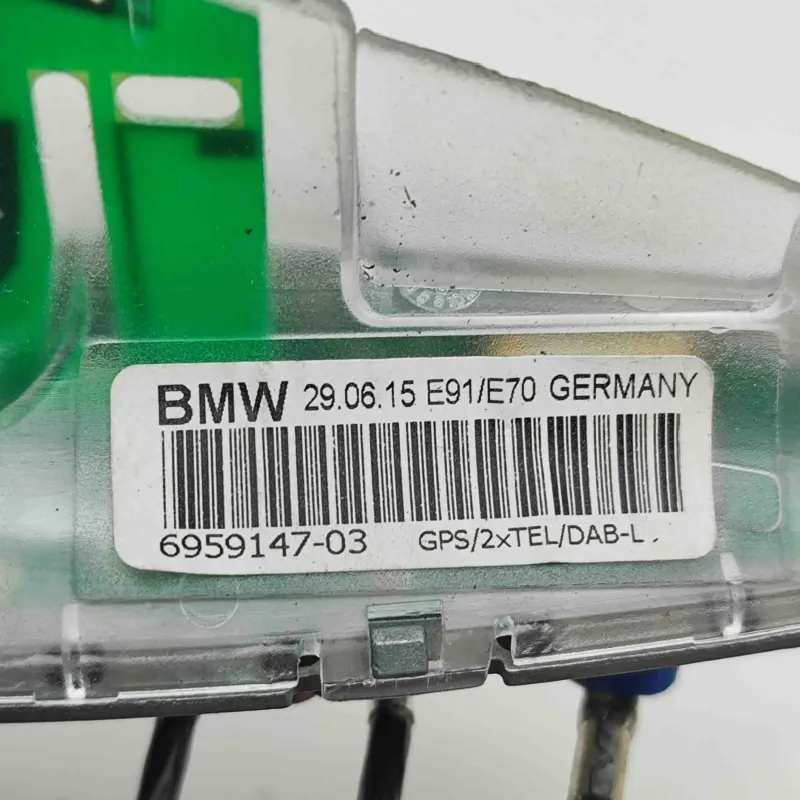 BMW 29.06.15 E91/E70 GERMANY
6959147-03 GPS/2xTEL/DAB-L.